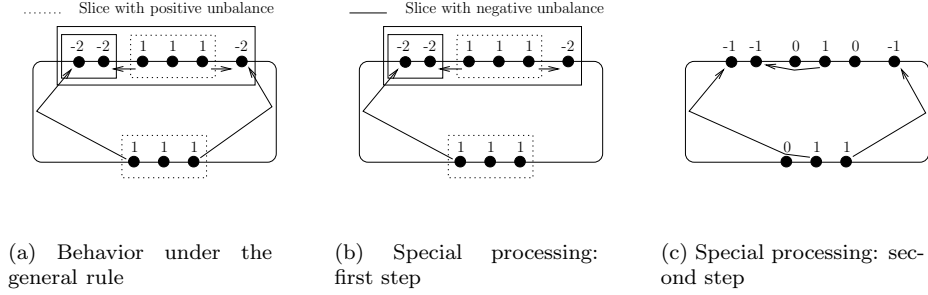 Slice with positive unbalance
Slice with negative unbalance
-2 -2 1 1 1 -2
1 1 1
-2 -2 1 1 1 -2
1 1 1
-1 -1 0 1 0 -1
0 1 1
(a) Behavior under the
general rule
(b) Special processing:
first step
(c) Special processing: sec-
ond step